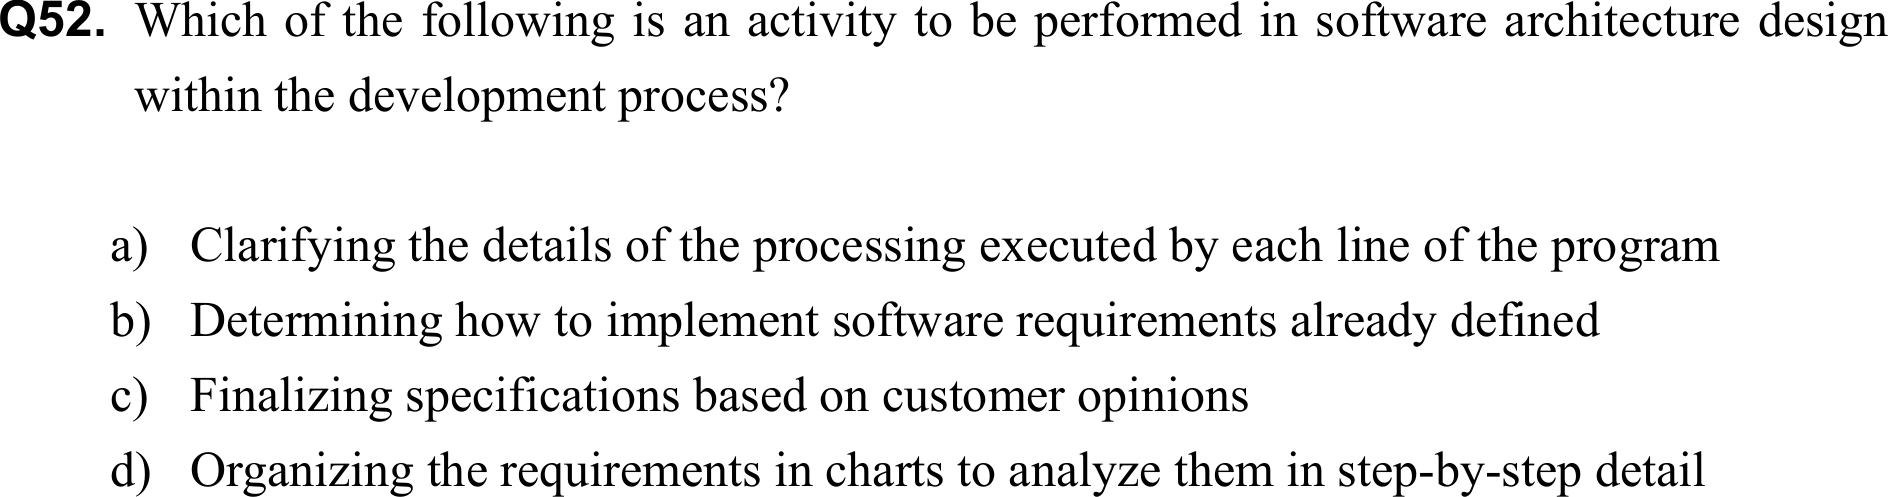 Q52. Which of the following is an activity to be performed in software architecture design
within the development process?
a) Clarifying the details of the processing executed by each line of the program
b) Determining how to implement software requirements already defined
c) Finalizing specifications based on customer opinions
d) Organizing the requirements in charts to analyze them in step-by-step detail